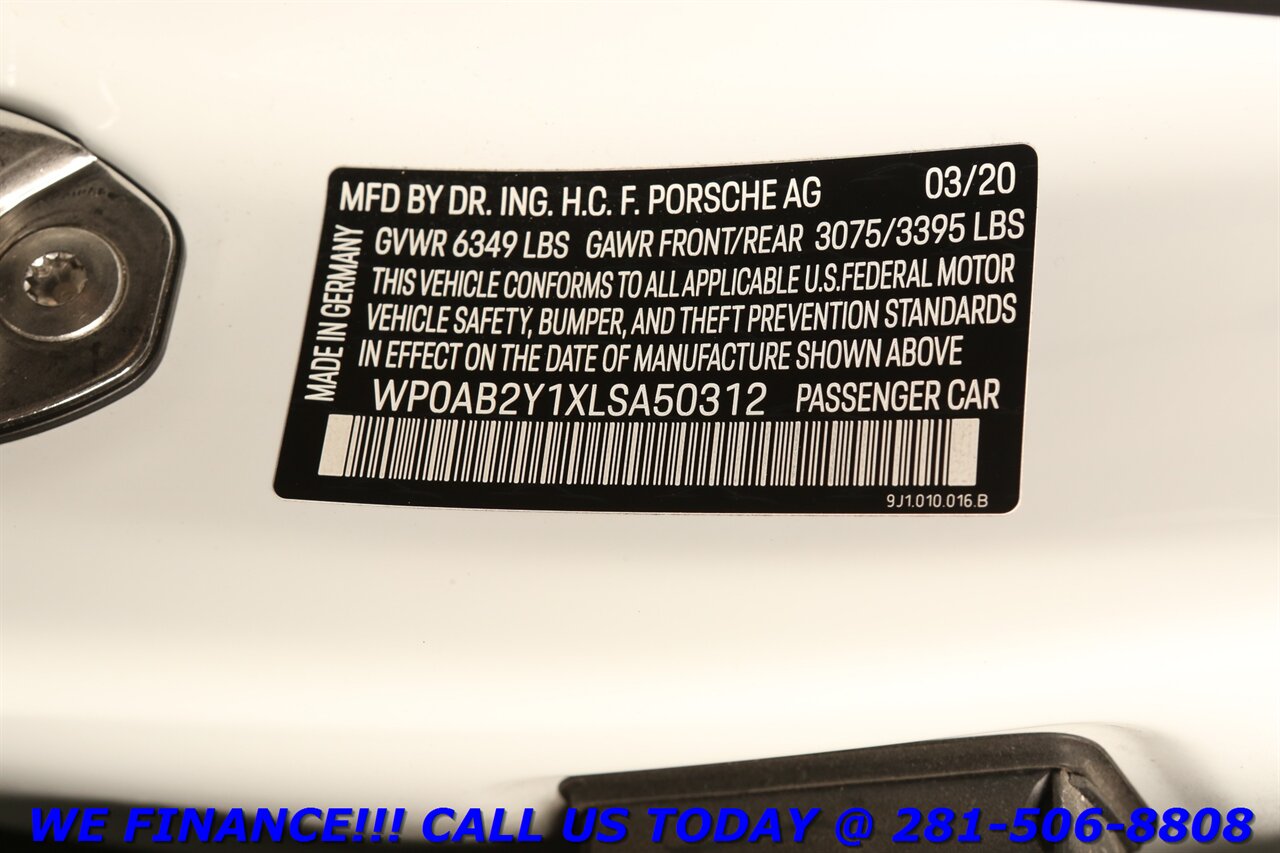 MFD BY DR. ING. H.C. F. PORSCHE AG 03/20
GVWR 6349 LBS GAWR FRONT/REAR 3075/3395 LBS
THIS VEHICLE CONFORMS TO ALL APPLICABLE U.S.FEDERAL MOTOR
VEHICLE SAFETY, BUMPER, AND THEFT PREVENTION STANDARDS
IN EFFECT ON THE DATE OF MANUFACTURE SHOWN ABOVE
WP0AB2Y1XLSA50312 PASSENGER CAR
MADE IN GERMANY
9J1.010.016.B
WE FINANCE!!! CALL US TODAY @ 281-506-8808